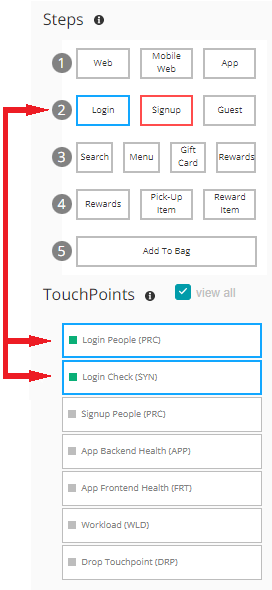 Steps i
1 Web Mobile Web App
2 Login Signup Guest
3 Search Menu Gift Card Rewards
4 Rewards Pick-Up Item Reward Item
5 Add To Bag
TouchPoints i view all
Login People (PRC)
Login Check (SYN)
Signup People (PRC)
App Backend Health (APP)
App Frontend Health (FRT)
Workload (WLD)
Drop Touchpoint (DRP)